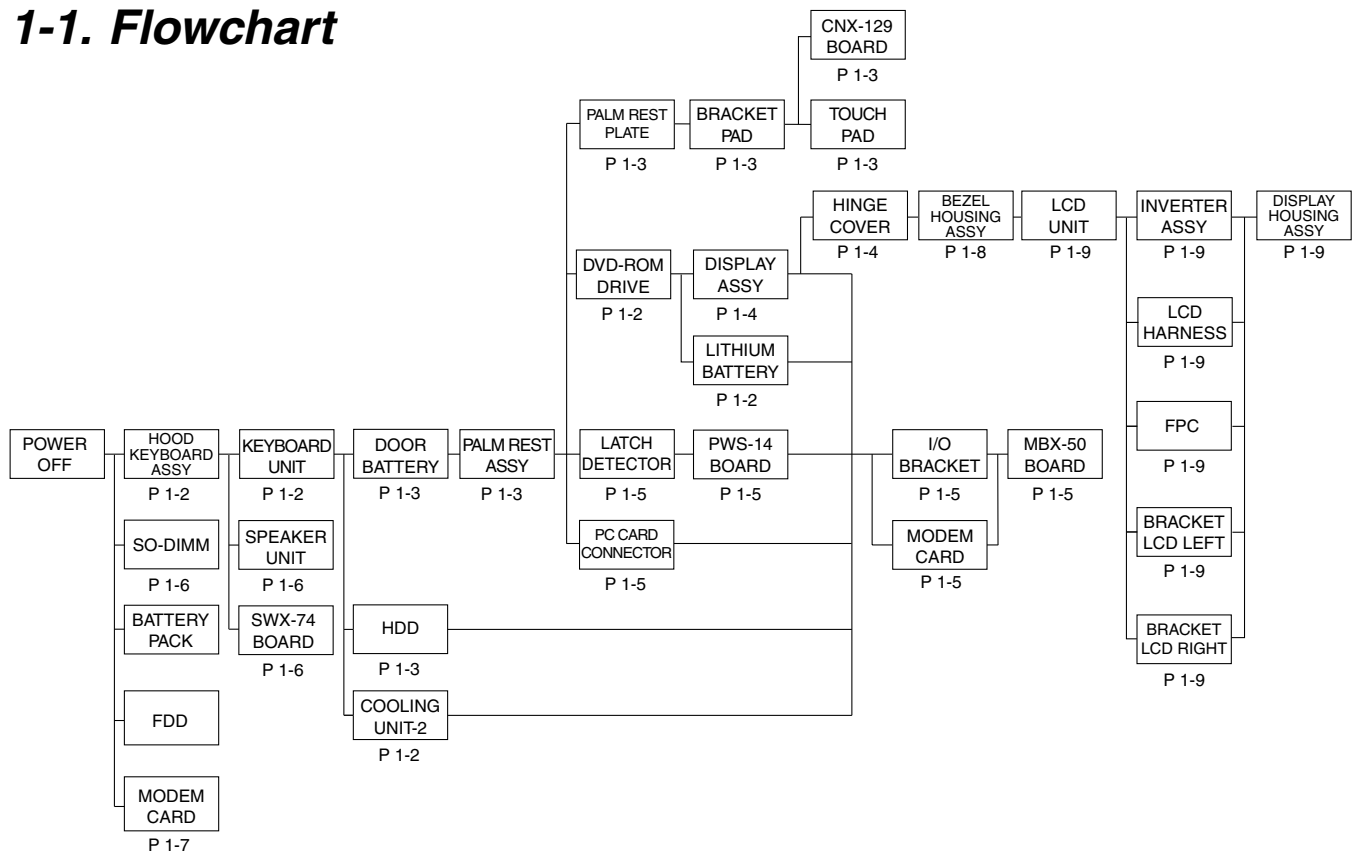 1-1. Flowchart
CNX-129
BOARD
P 1-3
PALM REST
PLATE
P 1-3
BRACKET
PAD
P 1-3
TOUCH
PAD
P 1-3
HINGE
COVER
P 1-4
BEZEL
HOUSING
ASSY
P 1-8
LCD
UNIT
P 1-9
INVERTER
ASSY
P 1-9
DISPLAY
HOUSING
ASSY
P 1-9
DVD-ROM
DRIVE
P 1-2
DISPLAY
ASSY
P 1-4
LCD
HARNESS
P 1-9
LITHIUM
BATTERY
P 1-2
POWER
OFF
HOOD
KEYBOARD
ASSY
P 1-2
KEYBOARD
UNIT
P 1-2
DOOR
BATTERY
P 1-3
PALM REST
ASSY
P 1-3
LATCH
DETECTOR
P 1-5
PWS-14
BOARD
P 1-5
I/O
BRACKET
P 1-5
MBX-50
BOARD
P 1-5
FPC
P 1-9
SO-DIMM
P 1-6
SPEAKER
UNIT
P 1-6
PC CARD
CONNECTOR
P 1-5
MODEM
CARD
P 1-5
BRACKET
LCD LEFT
P 1-9
BATTERY
PACK
SWX-74
BOARD
P 1-6
HDD
P 1-3
BRACKET
LCD RIGHT
P 1-9
FDD
COOLING
UNIT-2
P 1-2
MODEM
CARD
P 1-7